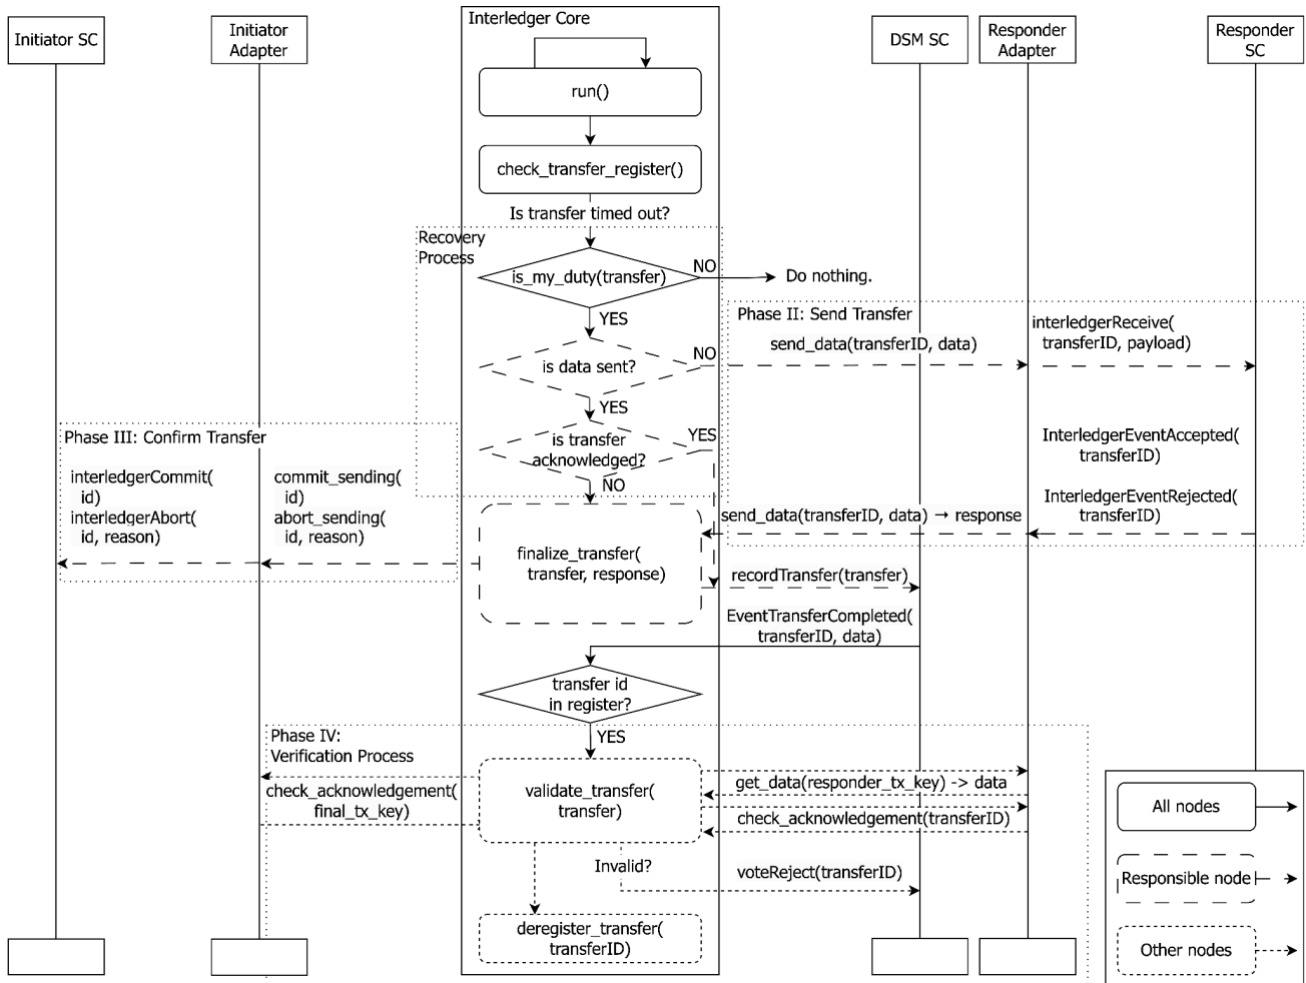 Interledger Core
Initiator SC
Initiator
Adapter
DSM SC
Responder
Adapter
Responder
SC
run()
check_transfer_register()
Is transfer timed out?
Recovery
Process
is_my_duty(transfer)
NO
Do nothing.
YES
Phase II: Send Transfer
send_data(transferID, data)
interledgerReceive(
transferID, payload)
is data sent?
NO
YES
Phase III: Confirm Transfer
is transfer
acknowledged?
YES
NO
InterledgerEventAccepted(
transferID)
InterledgerEventRejected(
transferID)
interledgerCommit(
id)
interledgerAbort(
id, reason)
commit_sending(
id)
abort_sending(
id, reason)
send_data(transferID, data) → response
finalize_transfer(
transfer, response)
recordTransfer(transfer)
EventTransferCompleted(
transferID, data)
transfer id
in register?
YES
Phase IV:
Verification Process
check_acknowledgement(
final_tx_key)
validate_transfer(
transfer)
get_data(responder_tx_key) -> data
check_acknowledgement(transferID)
Invalid?
voteReject(transferID)
deregister_transfer(
transferID)
All nodes
Responsible node
Other nodes